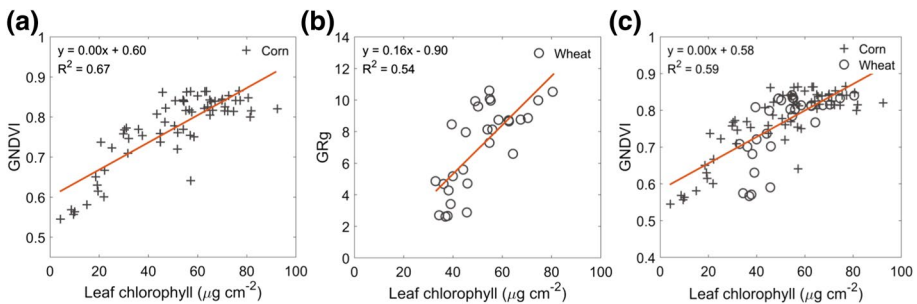 (a)
y = 0.00x + 0.60
R² = 0.67
+ Corn
GNDVI
1
0.9
0.8
0.7
0.6
0.5
0 20 40 60 80 100
Leaf chlorophyll (μg cm⁻²)
(b)
y = 0.16x - 0.90
R² = 0.54
Wheat
GRg
14
12
10
8
6
4
2
0
0 20 40 60 80 100
Leaf chlorophyll (μg cm⁻²)
(c)
y = 0.00x + 0.58
R² = 0.59
+ Corn
Wheat
GNDVI
1
0.9
0.8
0.7
0.6
0.5
0.4
0 20 40 60 80 100
Leaf chlorophyll (μg cm⁻²)